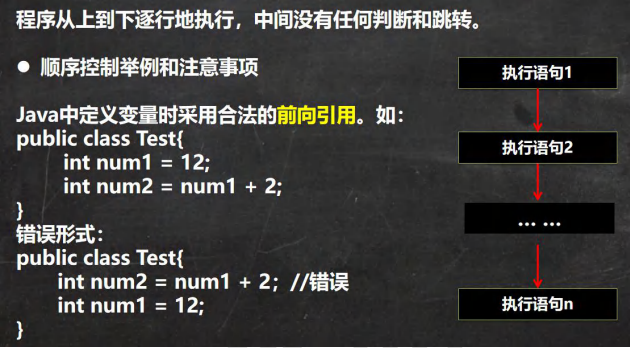 程序从上到下逐行地执行，中间没有任何判断和跳转。
● 顺序控制举例和注意事项
Java中定义变量时采用合法的前向引用。如：
public class Test{
int num1 = 12;
int num2 = num1 + 2;
}
错误形式：
public class Test{
int num2 = num1 + 2；//错误
int num1 = 12;
}
执行语句1
执行语句2
... ...
执行语句n